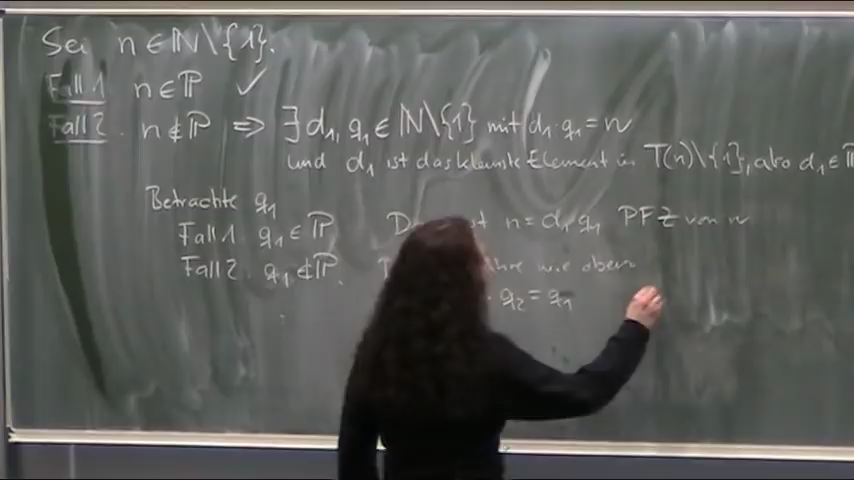 Sei n ∈ ℕ\{1}.
Fall 1 n ∈ ℙ ✓
Fall 2. n ∉ ℙ ⇒ ∃ d₁, q₁ ∈ ℕ\{1} mit d₁·q₁ = n
und d₁ ist das kleinste Element in T(n)\{1}, also d₁ ∈ ℙ
Betrachte q₁
Fall 1 q₁ ∈ ℙ n = d₁·q₁ PFZ von n
Fall 2 q₁ ∉ ℙ. wie oben
· q₂ = q₁